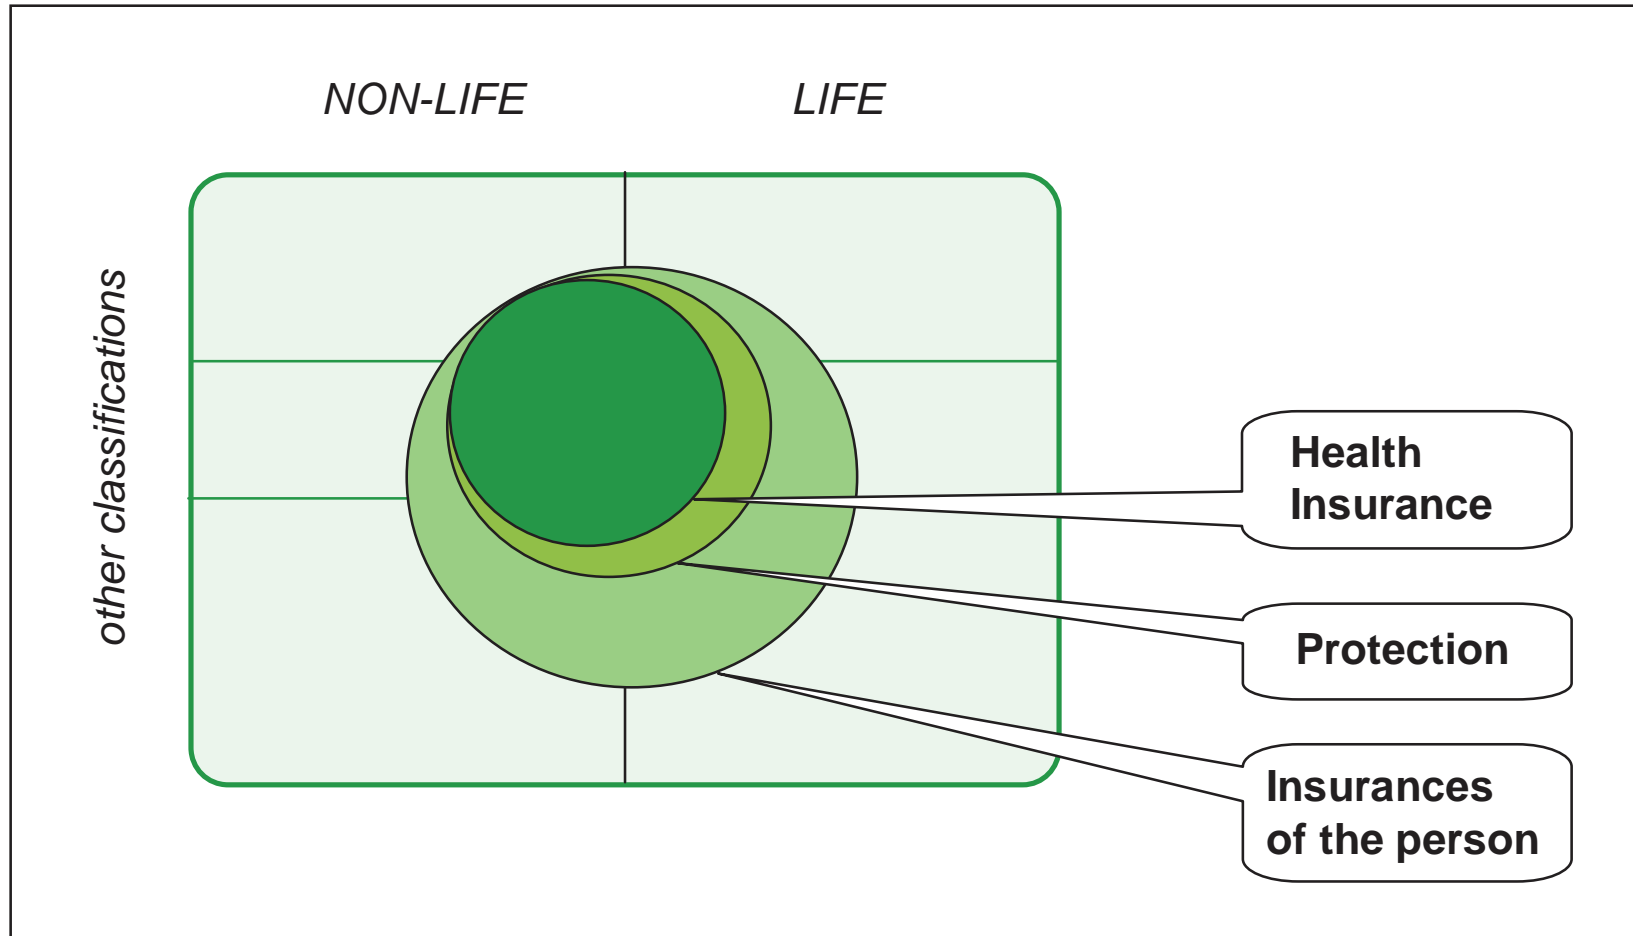 NON-LIFE
LIFE
other classifications
Health
Insurance
Protection
Insurances
of the person